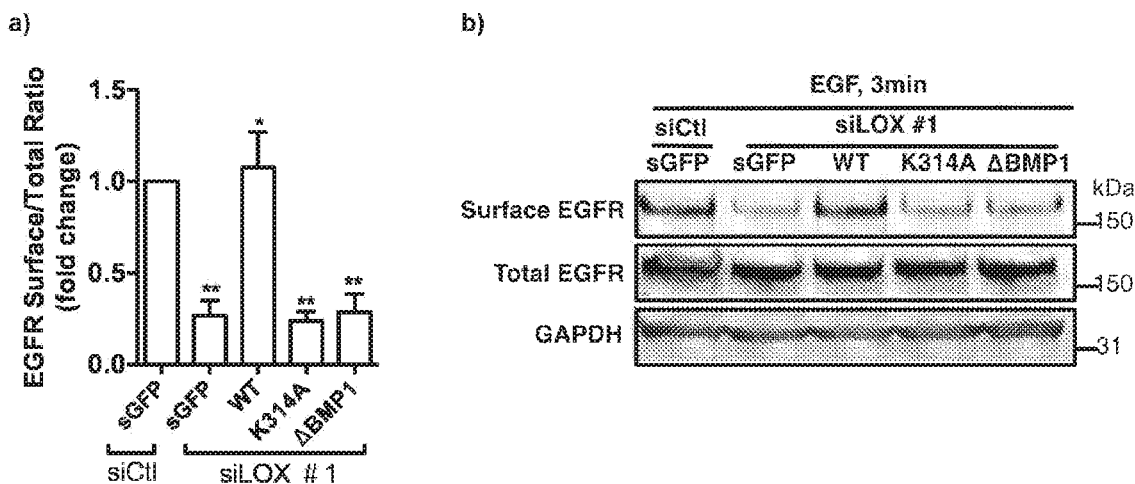 a)
EGFR Surface/Total Ratio
(fold change)
1.5
1.0
0.5
0.0
*
**
**
**
sGFP
sGFP
WT
K314A
ΔBMP1
siCtl
siLOX # 1
b)
EGF, 3min
siCtl
siLOX #1
sGFP
sGFP
WT
K314A
ΔBMP1
kDa
Surface EGFR
150
Total EGFR
150
GAPDH
31